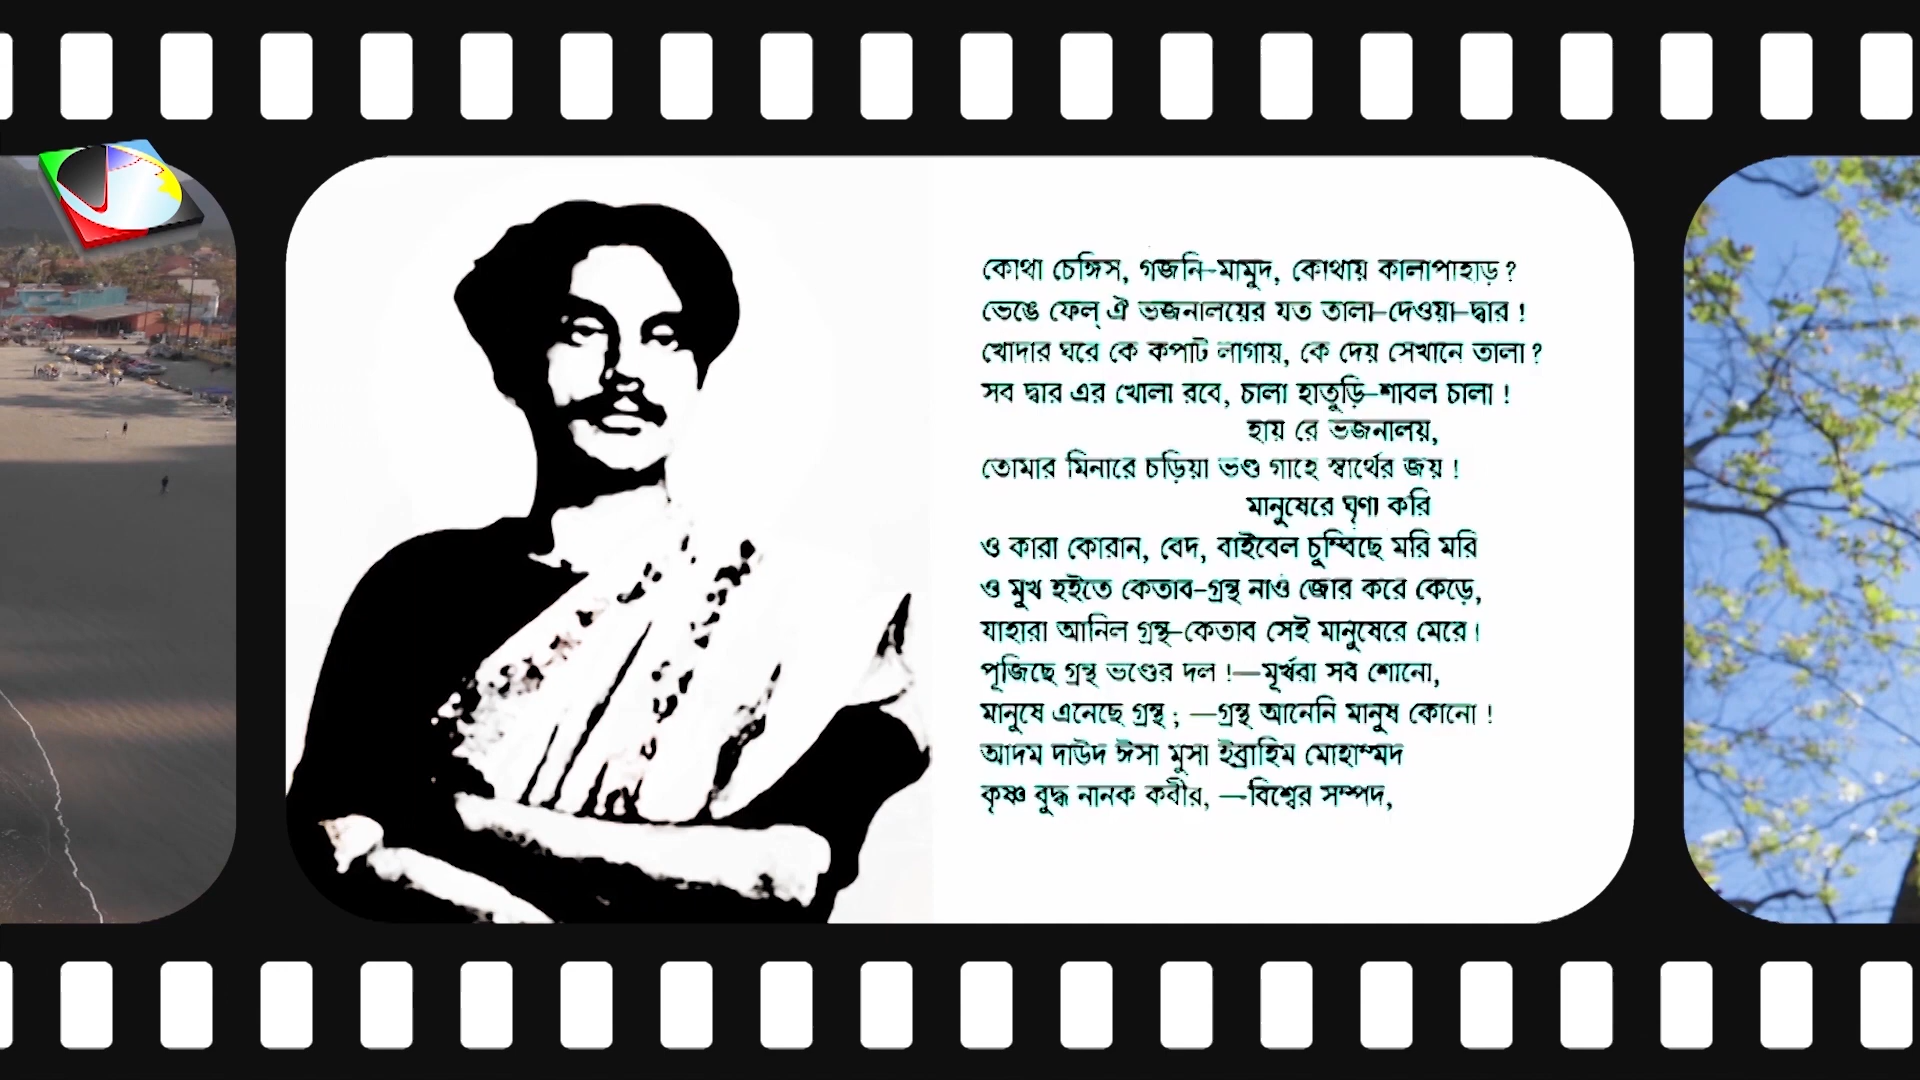 কোথা চেঙ্গিস, গজনি-মামুদ, কোথায় কালাপাহাড় ?
ভেঙে ফেল্ ঐ ভজনালয়ের যত তালা-দেওয়া-দ্বার !
খোদার ঘরে কে কপাট লাগায়, কে দেয় সেখানে তালা ?
সব দ্বার এর খোলা রবে, চালা হাতুড়ি-শাবল চালা !
হায় রে ভজনালয়,
তোমার মিনারে চড়িয়া ভণ্ড গাহে স্বার্থের জয় !
মানুষেরে ঘৃণা করি
ও কারা কোরান, বেদ, বাইবেল চুম্বিছে মরি মরি
ও মুখ হইতে কেতাব-গ্রন্থ নাও জোর করে কেড়ে,
যাহারা আনিল গ্রন্থ-কেতাব সেই মানুষেরে মেরে।
পূজিছে গ্রন্থ ভণ্ডের দল !—মূর্খরা সব শোনো,
মানুষে এনেছে গ্রন্থ ; —গ্রন্থ আনেনি মানুষ কোনো !
আদম দাউদ ঈসা মুসা ইব্রাহিম মোহাম্মদ
কৃষ্ণ বুদ্ধ নানক কবীর, —বিশ্বের সম্পদ,